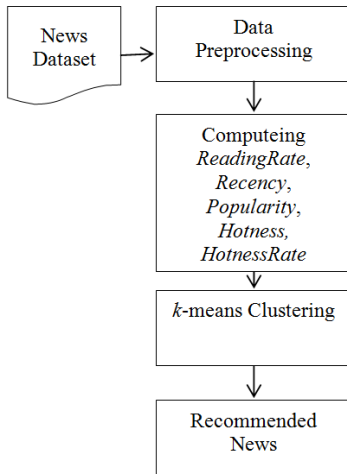 News
Dataset
Data
Preprocessing
Computeing
ReadingRate,
Recency,
Popularity,
Hotness,
HotnessRate
k-means Clustering
Recommended
News